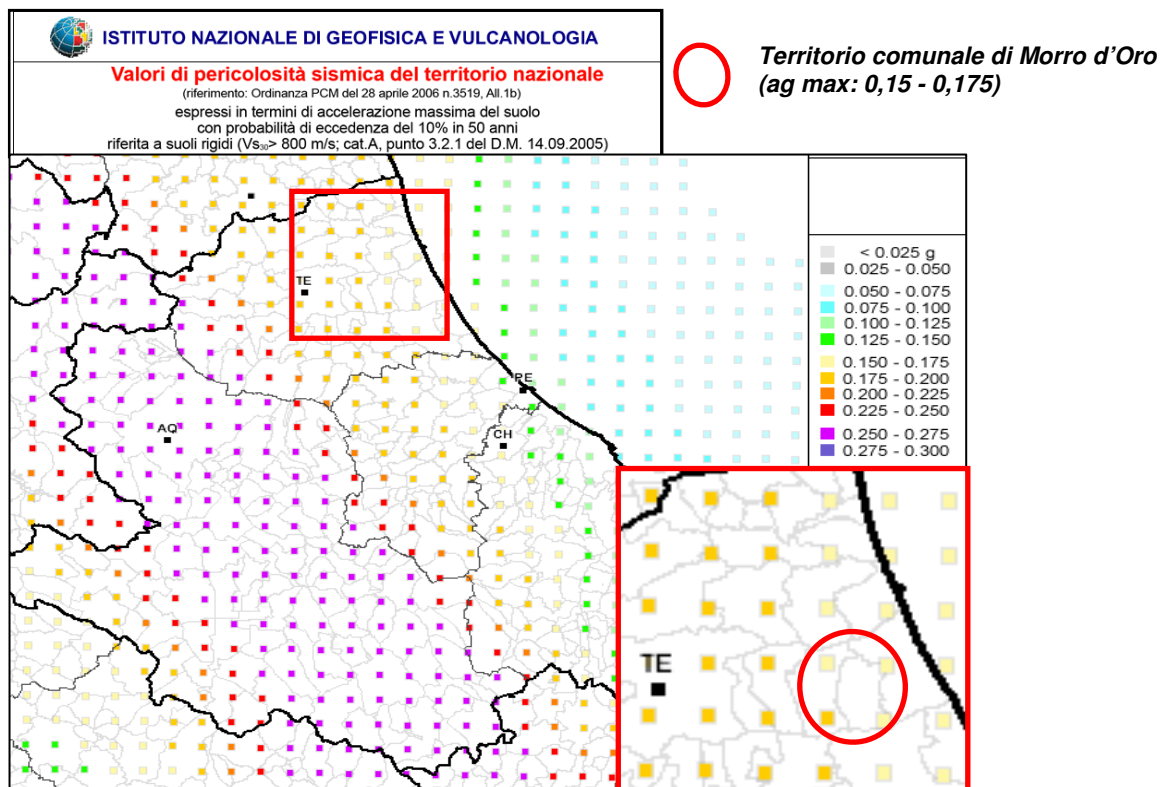 ISTITUTO NAZIONALE DI GEOFISICA E VULCANOLOGIA
Valori di pericolosità sismica del territorio nazionale
(riferimento: Ordinanza PCM del 28 aprile 2006 n.3519, All.1b)
espressi in termini di accelerazione massima del suolo
con probabilità di eccedenza del 10% in 50 anni
riferita a suoli rigidi (Vs₃₀> 800 m/s; cat.A, punto 3.2.1 del D.M. 14.09.2005)
Territorio comunale di Morro d'Oro
(ag max: 0,15 - 0,175)
TE
PE
AQ
CH
< 0.025 g
0.025 - 0.050
0.050 - 0.075
0.075 - 0.100
0.100 - 0.125
0.125 - 0.150
0.150 - 0.175
0.175 - 0.200
0.200 - 0.225
0.225 - 0.250
0.250 - 0.275
0.275 - 0.300
TE